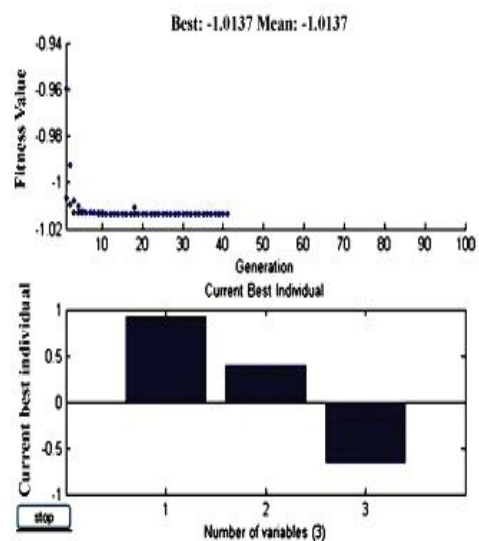 Best: -1.0137 Mean: -1.0137
-0.94
-0.96
-0.98
-1
-1.02
Fitness Value
10 20 30 40 50 60 70 80 90 100
Generation
Current Best Individual
1
0.5
0
-0.5
-1
Current best individual
1 2 3
Number of variables (3)
stop